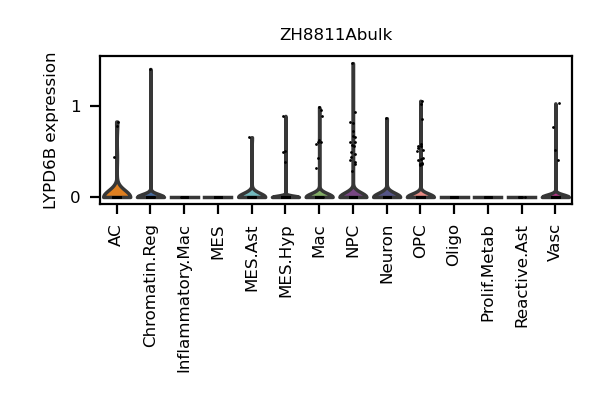 ZH8811Abulk
LYPD6B expression
1
0
AC
Chromatin.Reg
Inflammatory.Mac
MES
MES.Ast
MES.Hyp
Mac
NPC
Neuron
OPC
Oligo
Prolif.Metab
Reactive.Ast
Vasc